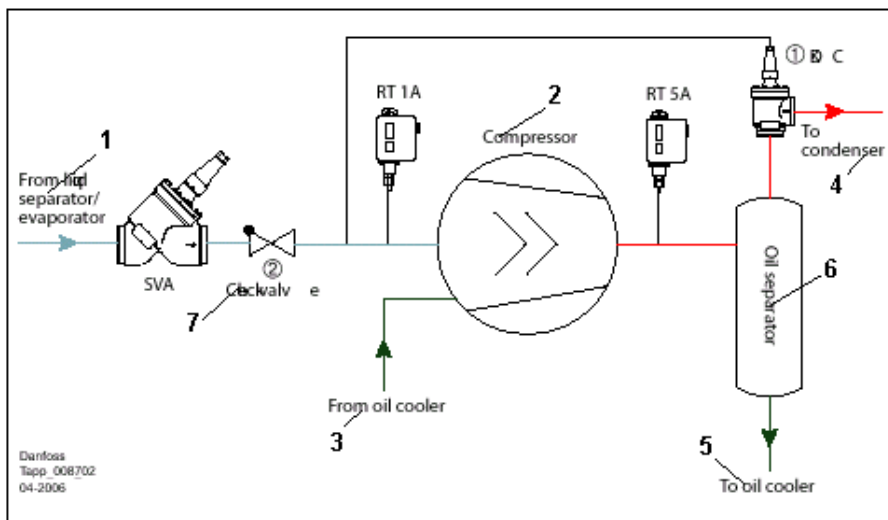 1
From
separator/
evaporator
SVA
②
7
RT 1A
2
Compressor
From oil cooler
3
RT 5A
① C
To
condenser
4
Oil separator
6
5
To oil cooler
Danfoss
Tapp_008702
04-2006